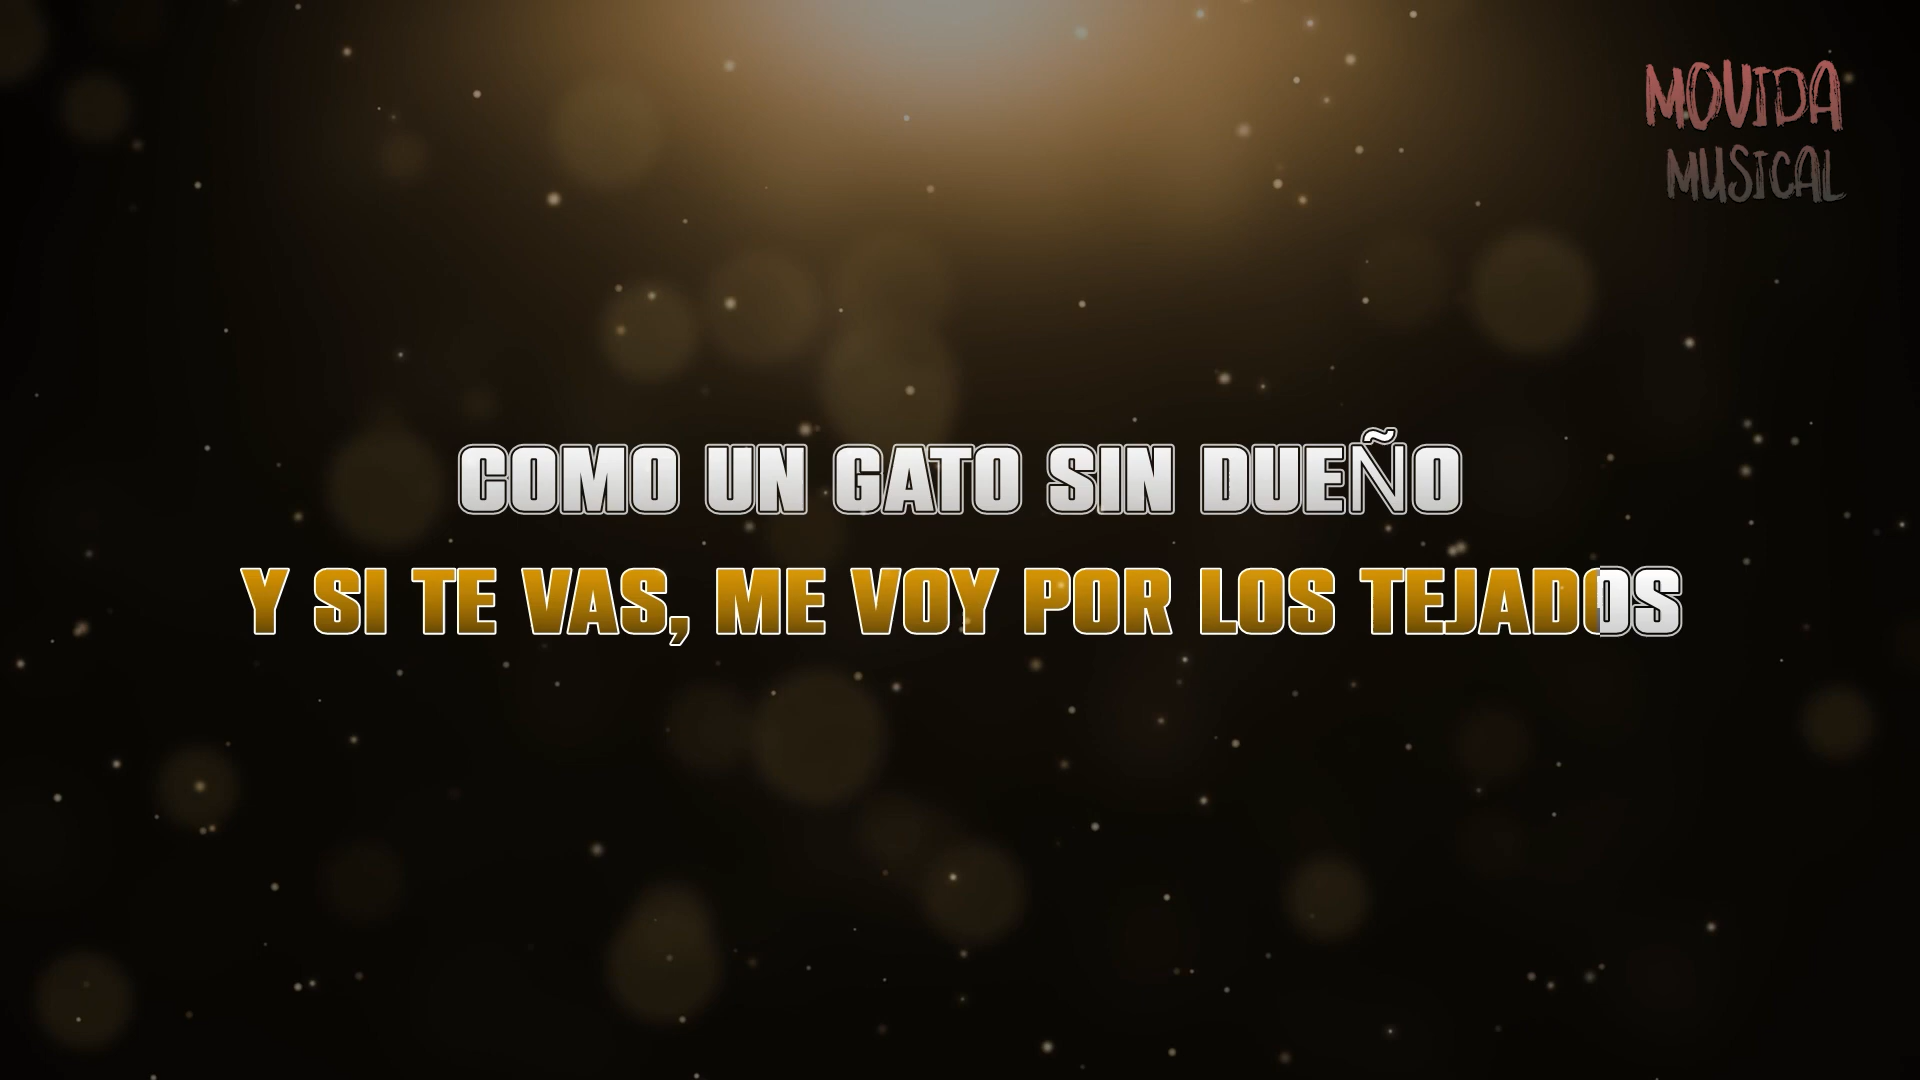 MOVIDA
MUSICAL
COMO UN GATO SIN DUEÑO
Y SI TE VAS, ME VOY POR LOS TEJADOS